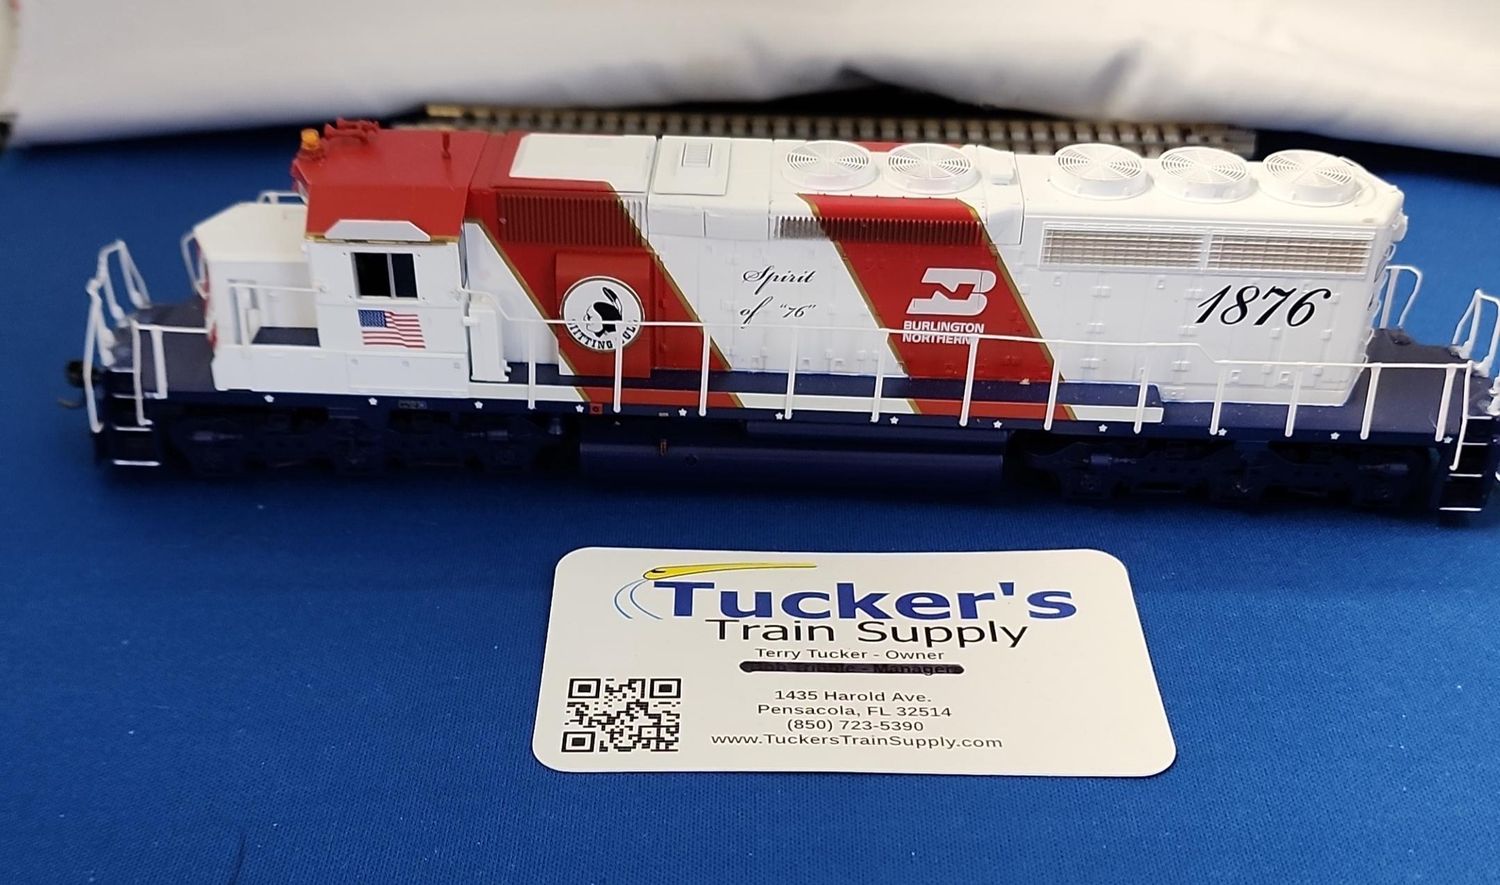 Spirit
of "76"
BURLINGTON
NORTHERN
1876
Tucker's
Train Supply
Terry Tucker - Owner
- Manager
1435 Harold Ave.
Pensacola, FL 32514
(850) 723-5390
www.TuckersTrainSupply.com